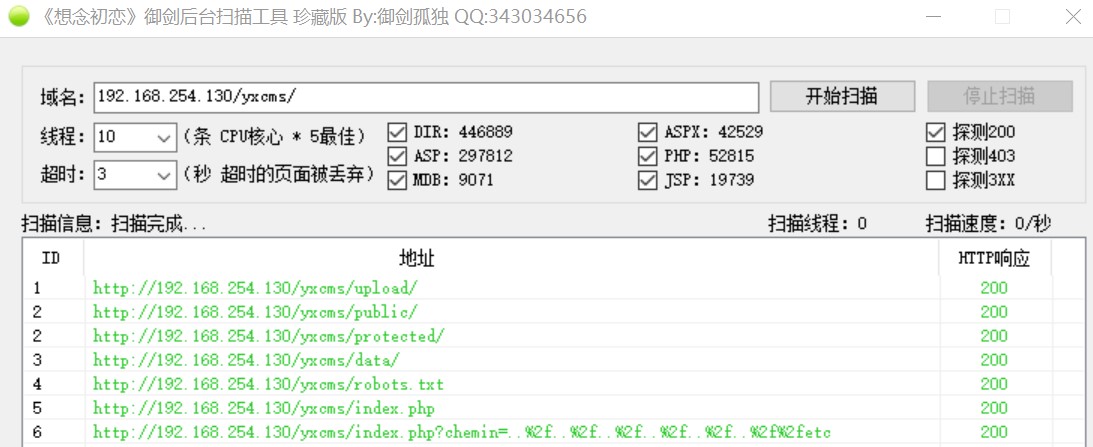 《想念初恋》御剑后台扫描工具 珍藏版 By:御剑孤独 QQ:343034656
域名: 192.168.254.130/yxcms/ 开始扫描 停止扫描
线程: 10 (条 CPU核心 * 5最佳) DIR: 446889 ASPX: 42529 探测200
ASP: 297812 PHP: 52815 探测403
超时: 3 (秒 超时的页面被丢弃) MDB: 9071 JSP: 19739 探测3XX
扫描信息: 扫描完成... 扫描线程: 0 扫描速度: 0/秒
ID 地址 HTTP响应
1 http://192.168.254.130/yxcms/upload/ 200
2 http://192.168.254.130/yxcms/public/ 200
2 http://192.168.254.130/yxcms/protected/ 200
3 http://192.168.254.130/yxcms/data/ 200
4 http://192.168.254.130/yxcms/robots.txt 200
5 http://192.168.254.130/yxcms/index.php 200
6 http://192.168.254.130/yxcms/index.php?chemin=..%2f..%2f..%2f..%2f..%2f..%2f%2fetc 200